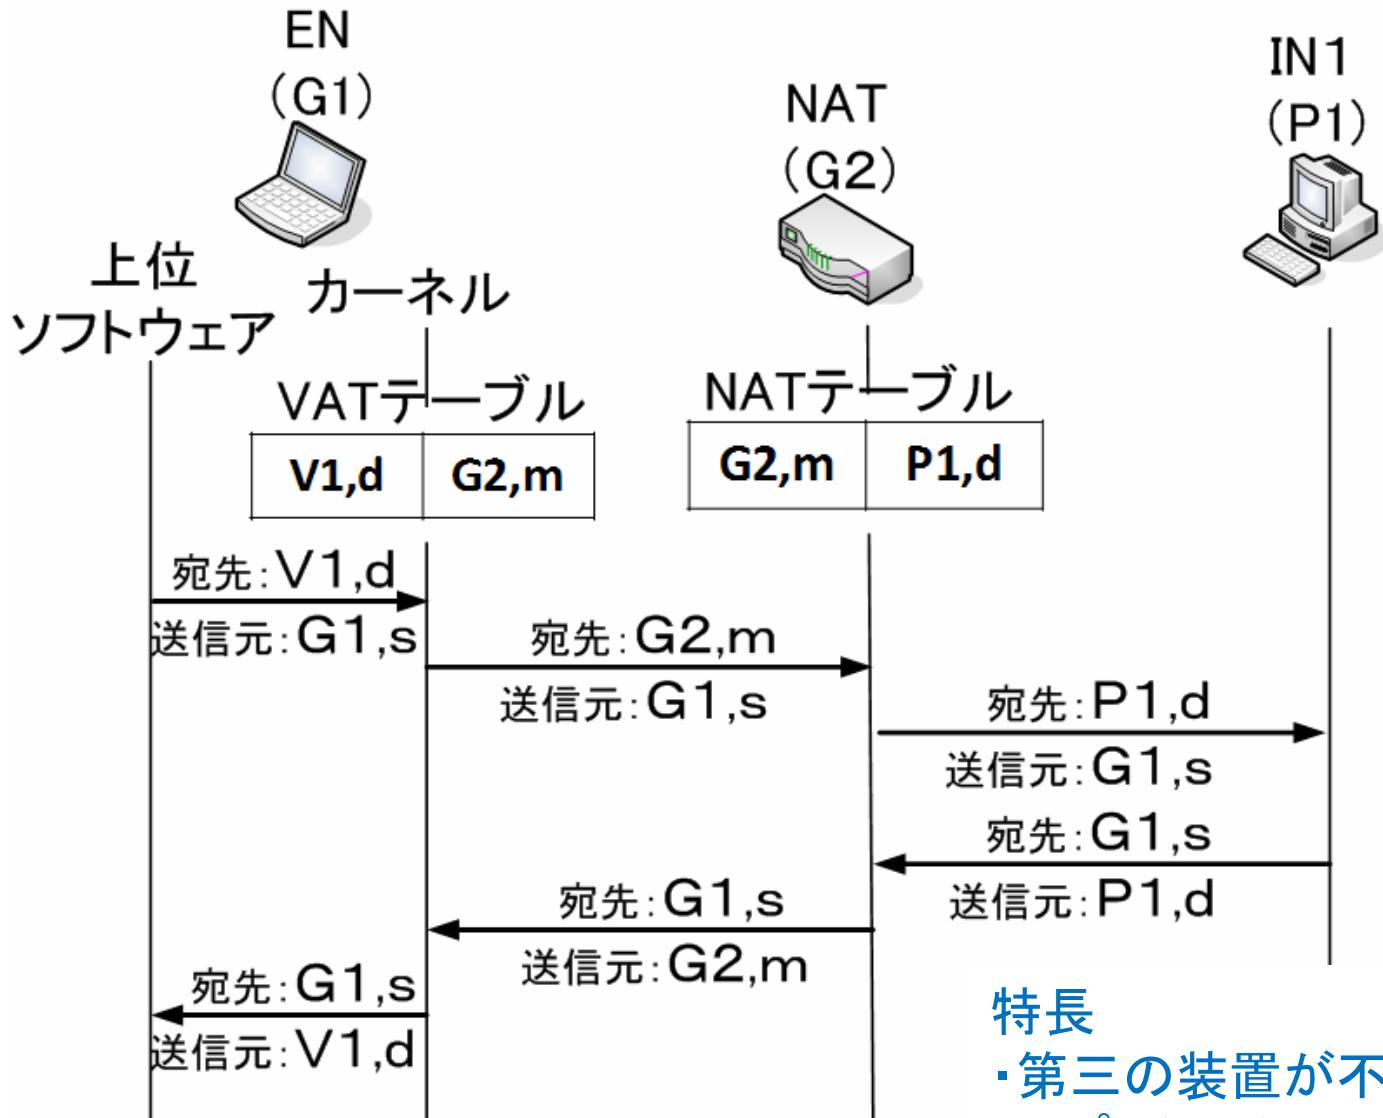 EN
(G1)
IN1
(P1)
NAT
(G2)
上位
ソフトウェア
カーネル
VATテーブル
V1,d G2,m
NATテーブル
G2,m P1,d
宛先:V1,d
送信元:G1,s
宛先:G2,m
送信元:G1,s
宛先:P1,d
送信元:G1,s
宛先:G1,s
送信元:P1,d
宛先:G1,s
送信元:G2,m
宛先:G1,s
送信元:V1,d
特長
・第三の装置が不